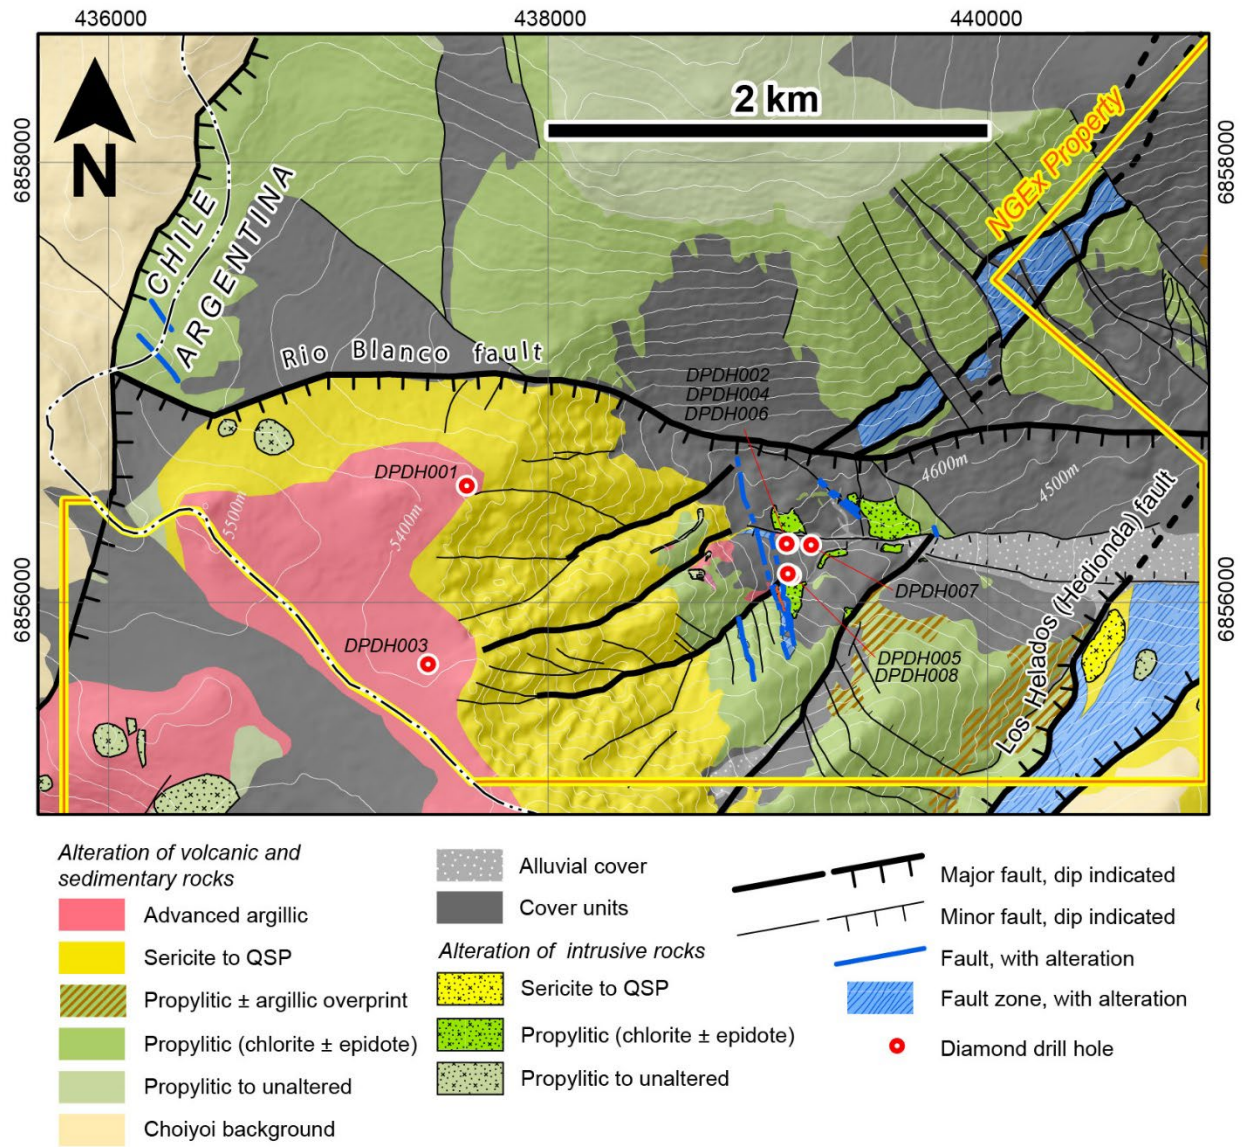 436000
438000
440000
6858000
6858000
2 km
N
NGEx Property
CHILE
ARGENTINA
Rio Blanco fault
DPDH002
DPDH004
DPDH006
DPDH001
4600m
4500m
5500m
5400m
Los Helados (Hedionda) fault
6856000
6856000
DPDH007
DPDH003
DPDH005
DPDH008
Alteration of volcanic and
sedimentary rocks
Advanced argillic
Sericite to QSP
Propylitic ± argillic overprint
Propylitic (chlorite ± epidote)
Propylitic to unaltered
Choiyoi background
Alluvial cover
Cover units
Alteration of intrusive rocks
Sericite to QSP
Propylitic (chlorite ± epidote)
Propylitic to unaltered
Major fault, dip indicated
Minor fault, dip indicated
Fault, with alteration
Fault zone, with alteration
Diamond drill hole